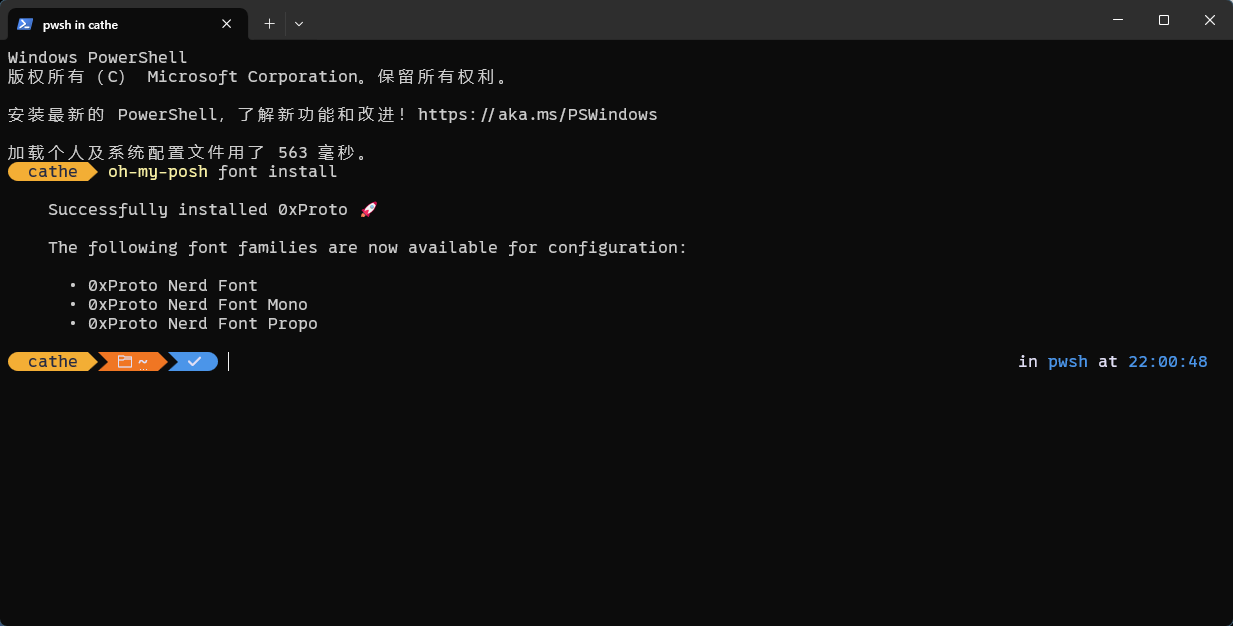 pwsh in cathe
Windows PowerShell
版权所有 (C) Microsoft Corporation。保留所有权利。
安装最新的 PowerShell，了解新功能和改进！https://aka.ms/PSWindows
加载个人及系统配置文件用了 563 毫秒。
cathe oh-my-posh font install
Successfully installed 0xProto 🚀
The following font families are now available for configuration:
• 0xProto Nerd Font
• 0xProto Nerd Font Mono
• 0xProto Nerd Font Propo
cathe ~ ✓ in pwsh at 22:00:48